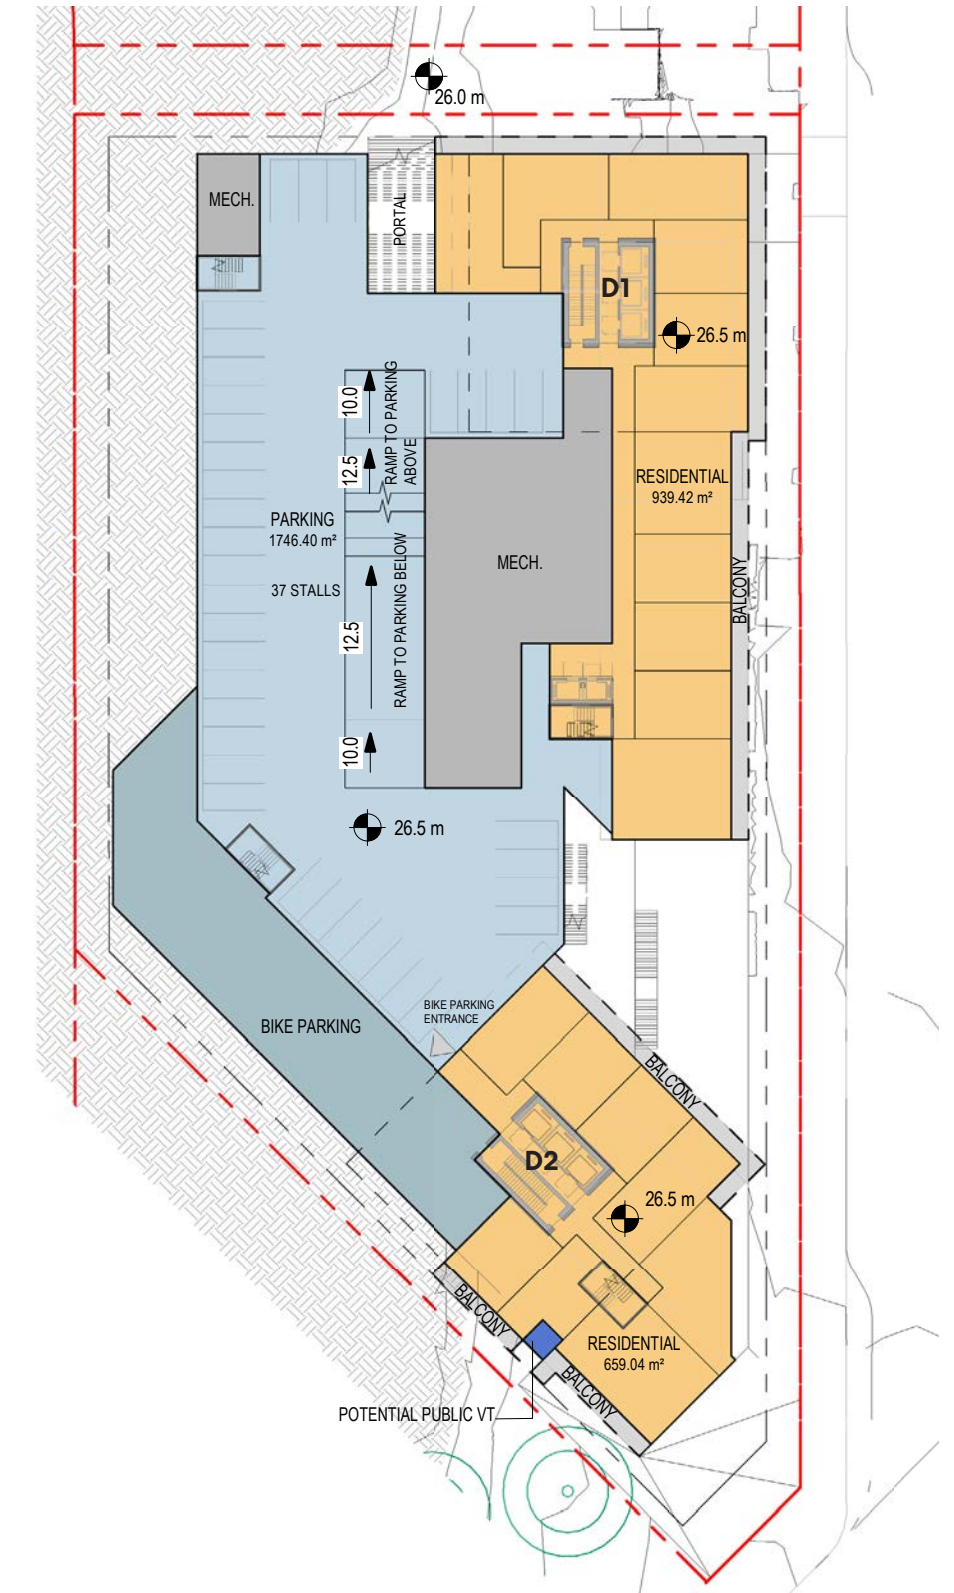 26.0 m
MECH.
PORTAL
D1
26.5 m
10.0
RAMP TO PARKING
ABOVE
12.5
RESIDENTIAL
939.42 m²
PARKING
1746.40 m²
MECH.
37 STALLS
RAMP TO PARKING BELOW
12.5
BALCONY
10.0
26.5 m
BIKE PARKING
ENTRANCE
BIKE PARKING
BALCONY
D2
26.5 m
BALCONY
RESIDENTIAL
659.04 m²
BALCONY
POTENTIAL PUBLIC VT